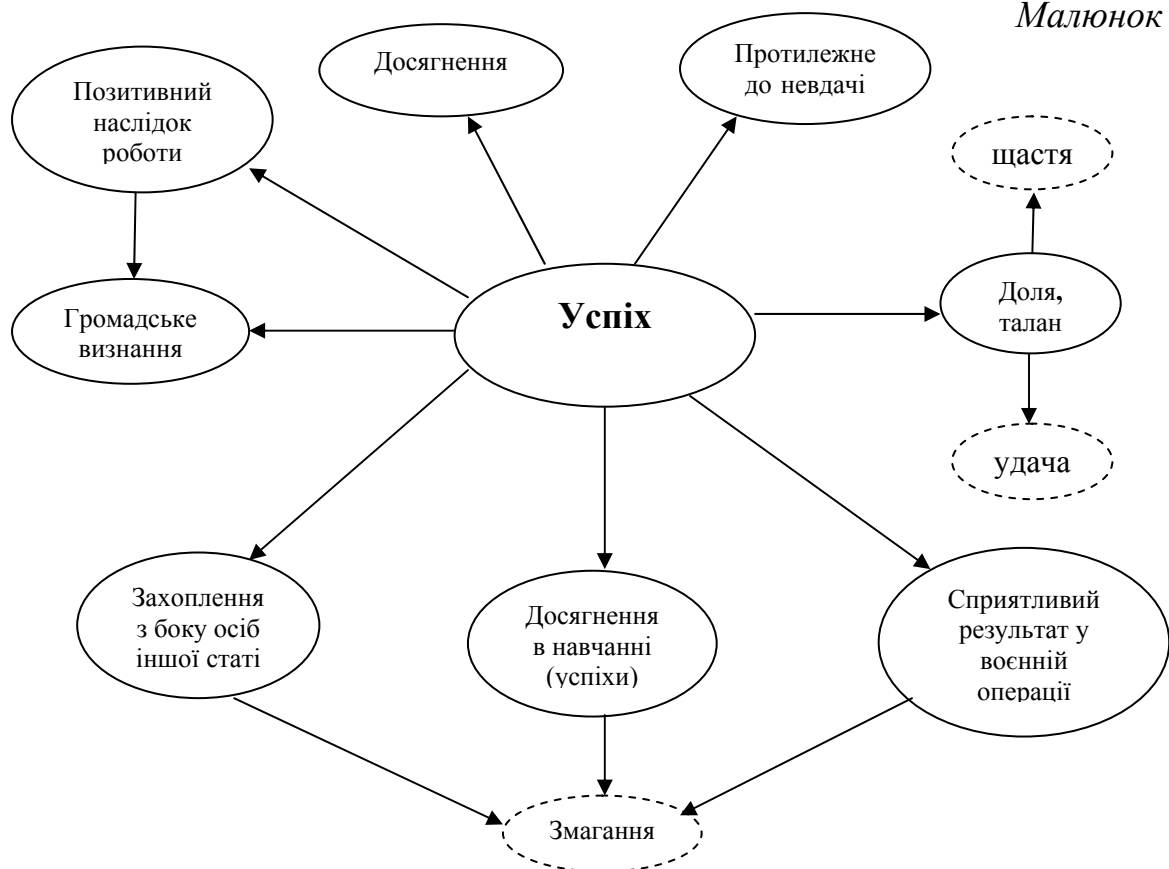 Малюнок
Досягнення
Протилежне
до невдачі
Позитивний
наслідок
роботи
щастя
Успіх
Доля,
талан
Громадське
визнання
удача
Захоплення
з боку осіб
іншої статі
Досягнення
в навчанні
(успіхи)
Сприятливий
результат у
воєнній
операції
Змагання